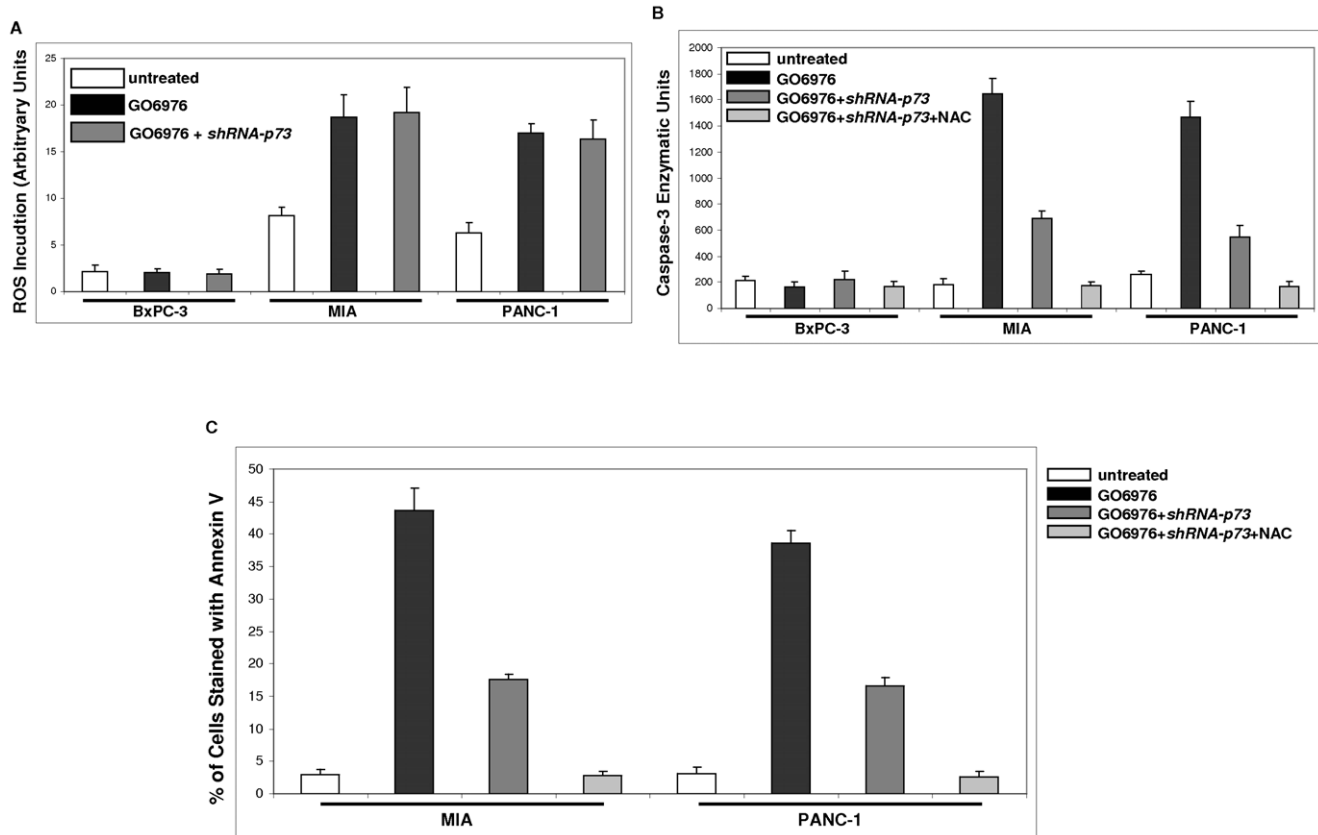 A
ROS Incudtion (Arbitryary Units
25
20
15
10
5
0
untreated
GO6976
GO6976 + shRNA-p73
BxPC-3 MIA PANC-1
B
Caspase-3 Enzymatic Units
2000
1800
1600
1400
1200
1000
800
600
400
200
0
untreated
GO6976
GO6976+shRNA-p73
GO6976+shRNA-p73+NAC
BxPC-3 MIA PANC-1
C
% of Cells Stained with Annexin V
50
45
40
35
30
25
20
15
10
5
0
untreated
GO6976
GO6976+shRNA-p73
GO6976+shRNA-p73+NAC
MIA PANC-1